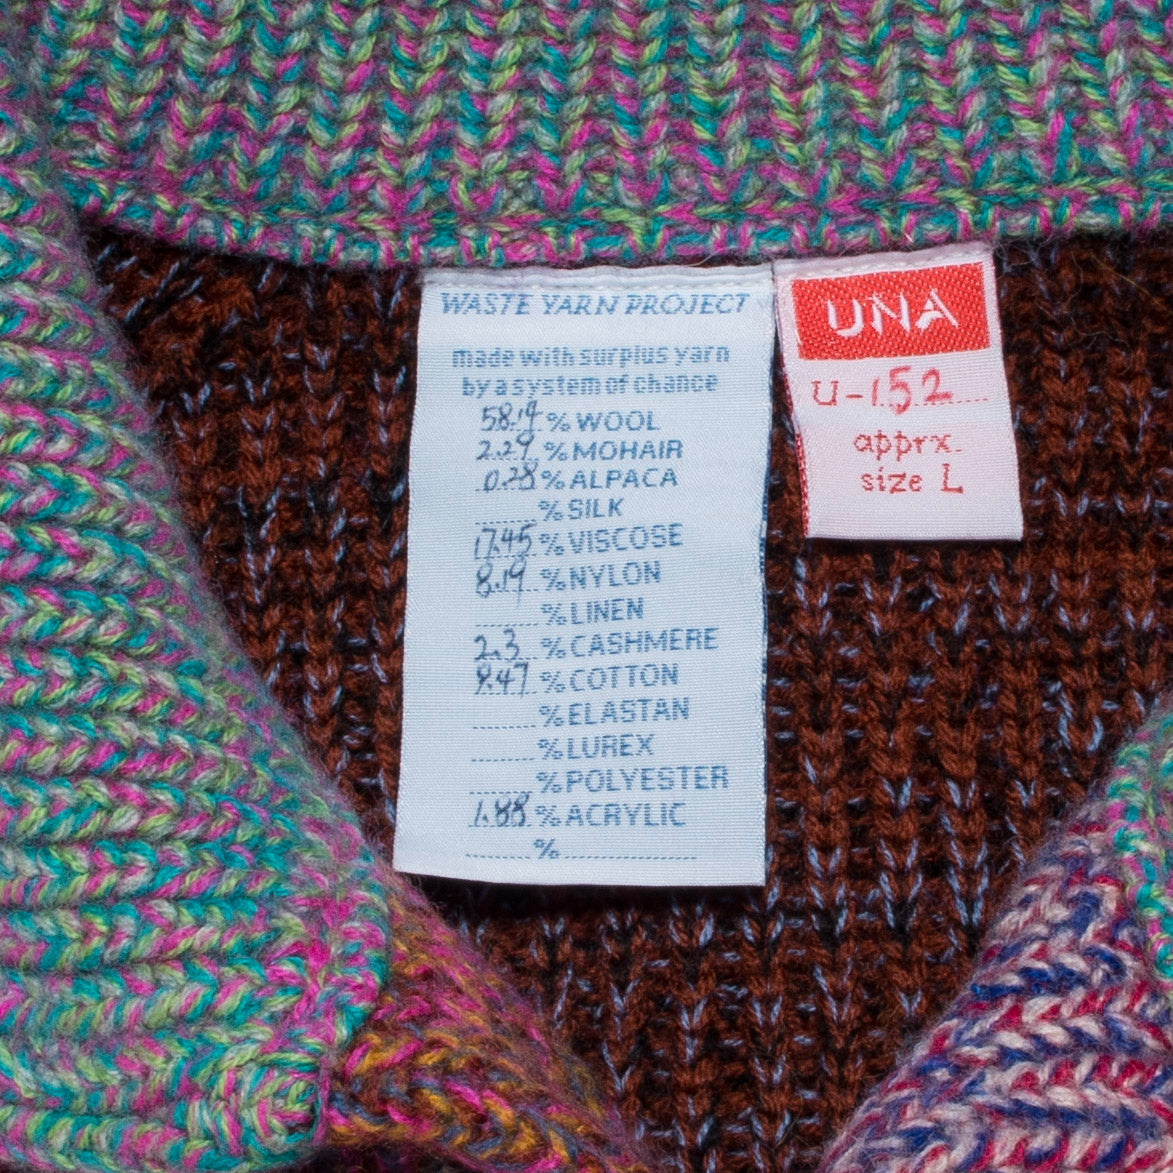 WASTE YARN PROJECT
made with surplus yarn
by a system of chance
58.19 % WOOL
2.29 % MOHAIR
0.28 % ALPACA
% SILK
17.45 % VISCOSE
8.19 % NYLON
% LINEN
2.3 % CASHMERE
9.47 % COTTON
% ELASTAN
% LUREX
% POLYESTER
1.88 % ACRYLIC
%
UNA
U-152
apprx.
size L